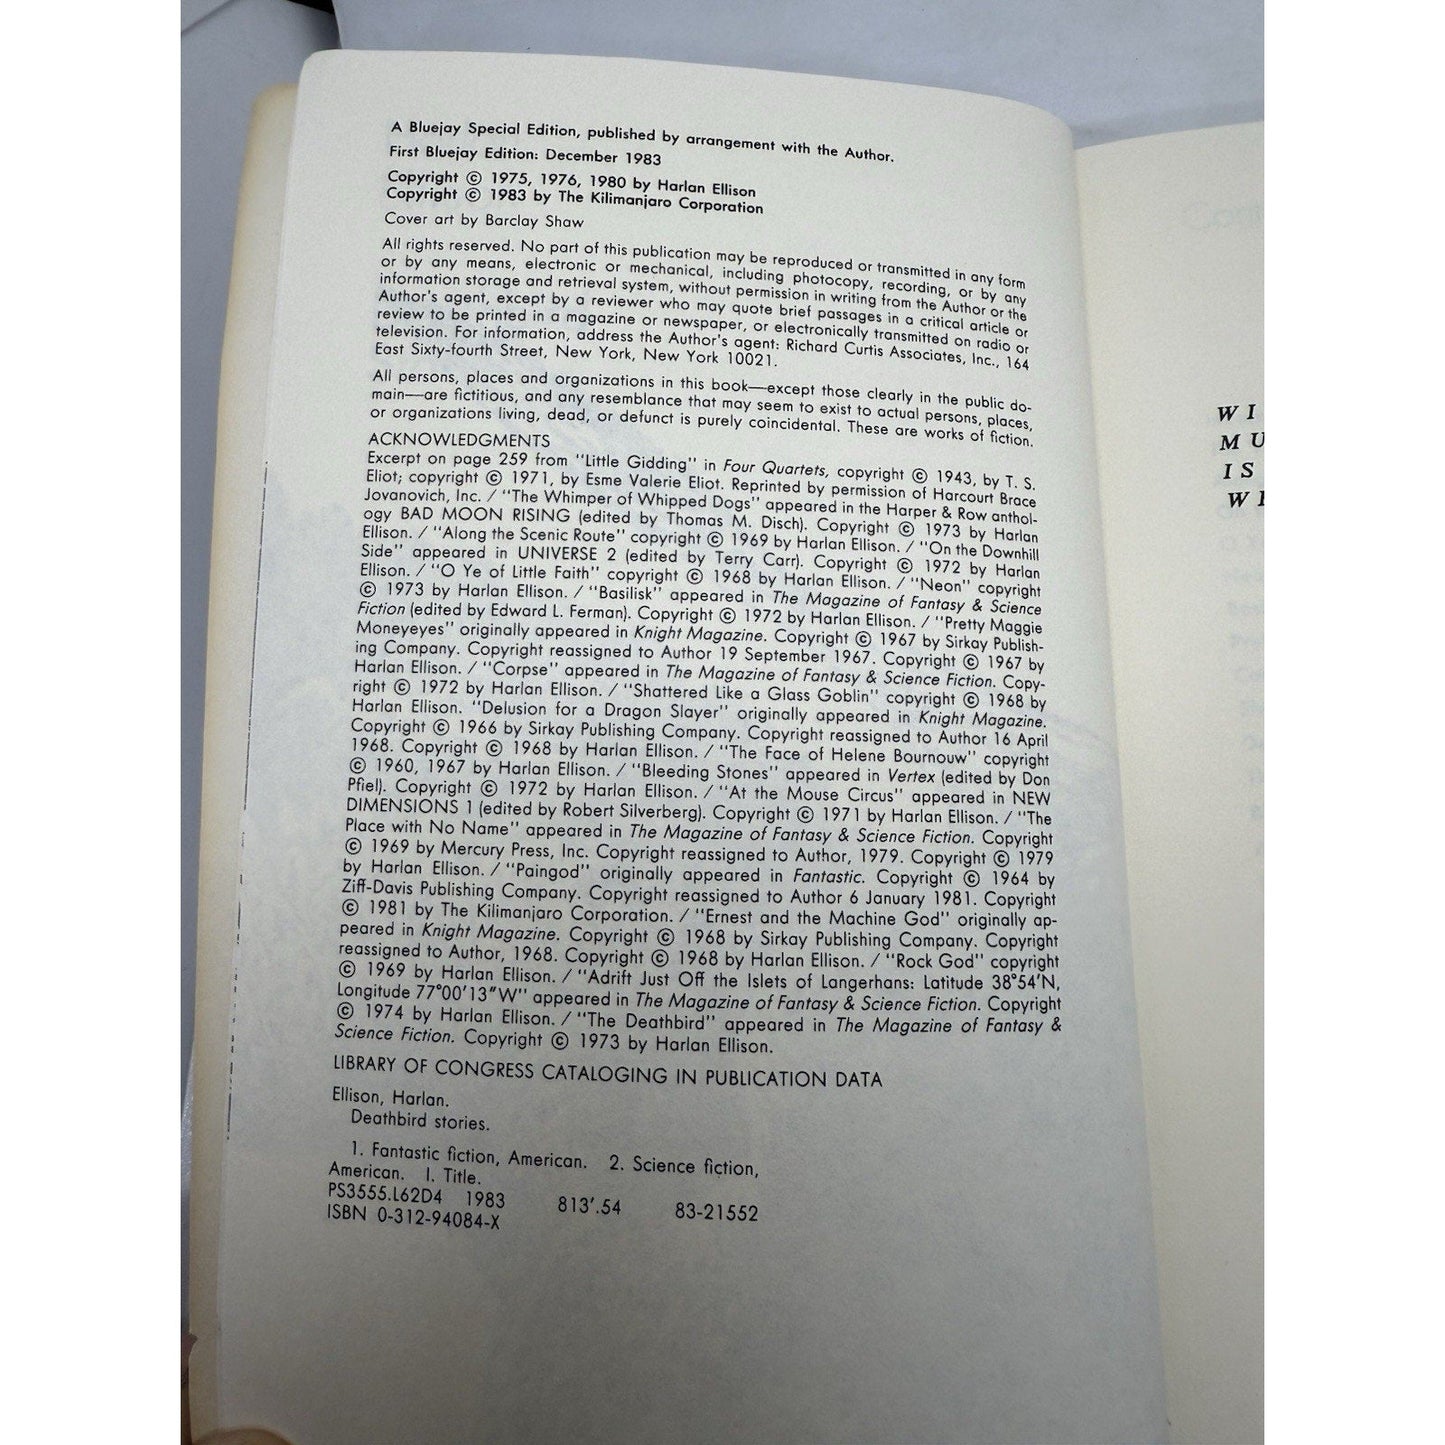 A Bluejay Special Edition, published by arrangement with the Author.
First Bluejay Edition: December 1983
Copyright © 1975, 1976, 1980 by Harlan Ellison
Copyright © 1983 by The Kilimanjaro Corporation
Cover art by Barclay Shaw
All rights reserved. No part of this publication may be reproduced or transmitted in any form
or by any means, electronic or mechanical, including photocopy, recording, or by any
information storage and retrieval system, without permission in writing from the Author or the
Author's agent, except by a reviewer who may quote brief passages in a critical article or
review to be printed in a magazine or newspaper, or electronically transmitted on radio or
television. For information, address the Author's agent: Richard Curtis Associates, Inc., 164
East Sixty-fourth Street, New York, New York 10021.
All persons, places and organizations in this book—except those clearly in the public do-
main—are fictitious, and any resemblance that may seem to exist to actual persons, places,
or organizations living, dead, or defunct is purely coincidental. These are works of fiction.
ACKNOWLEDGMENTS
Excerpt on page 259 from "Little Gidding" in Four Quartets, copyright © 1943, by T. S.
Eliot; copyright © 1971, by Esme Valerie Eliot. Reprinted by permission of Harcourt Brace
Jovanovich, Inc. / "The Whimper of Whipped Dogs" appeared in the Harper & Row anthol-
ogy BAD MOON RISING (edited by Thomas M. Disch). Copyright © 1973 by Harlan
Ellison. / "Along the Scenic Route" copyright © 1969 by Harlan Ellison. / "On the Downhill
Side" appeared in UNIVERSE 2 (edited by Terry Carr). Copyright © 1972 by Harlan
Ellison. / "O Ye of Little Faith" copyright © 1968 by Harlan Ellison. / "Neon" copyright
© 1973 by Harlan Ellison. / "Basilisk" appeared in The Magazine of Fantasy & Science
Fiction (edited by Edward L. Ferman). Copyright © 1972 by Harlan Ellison. / "Pretty Maggie
Moneyeyes" originally appeared in Knight Magazine. Copyright © 1967 by Sirkay Publish-
ing Company. Copyright reassigned to Author 19 September 1967. Copyright © 1967 by
Harlan Ellison. / "Corpse" appeared in The Magazine of Fantasy & Science Fiction. Copy-
right © 1972 by Harlan Ellison. / "Shattered Like a Glass Goblin" copyright © 1968 by
Harlan Ellison. "Delusion for a Dragon Slayer" originally appeared in Knight Magazine.
Copyright © 1966 by Sirkay Publishing Company. Copyright reassigned to Author 16 April
1968. Copyright © 1968 by Harlan Ellison. / "The Face of Helene Bournouw" copyright
© 1960, 1967 by Harlan Ellison. / "Bleeding Stones" appeared in Vertex (edited by Don
Pfiel). Copyright © 1972 by Harlan Ellison. / "At the Mouse Circus" appeared in NEW
DIMENSIONS 1 (edited by Robert Silverberg). Copyright © 1971 by Harlan Ellison. / "The
Place with No Name" appeared in The Magazine of Fantasy & Science Fiction. Copyright
© 1969 by Mercury Press, Inc. Copyright reassigned to Author, 1979. Copyright © 1979
by Harlan Ellison. / "Paingod" originally appeared in Fantastic. Copyright © 1964 by
Ziff-Davis Publishing Company. Copyright reassigned to Author 6 January 1981. Copyright
© 1981 by The Kilimanjaro Corporation. / "Ernest and the Machine God" originally ap-
peared in Knight Magazine. Copyright © 1968 by Sirkay Publishing Company. Copyright
reassigned to Author, 1968. Copyright © 1968 by Harlan Ellison. / "Rock God" copyright
© 1969 by Harlan Ellison. / "Adrift Just Off the Islets of Langerhans: Latitude 38°54'N,
Longitude 77°00'13"W" appeared in The Magazine of Fantasy & Science Fiction. Copyright
© 1974 by Harlan Ellison. / "The Deathbird" appeared in The Magazine of Fantasy &
Science Fiction. Copyright © 1973 by Harlan Ellison.
LIBRARY OF CONGRESS CATALOGING IN PUBLICATION DATA
Ellison, Harlan.
Deathbird stories.
1. Fantastic fiction, American. 2. Science fiction,
American. I. Title.
PS3555.L62D4 1983 813'.54 83-21552
ISBN 0-312-94084-X
WI
MU
IS